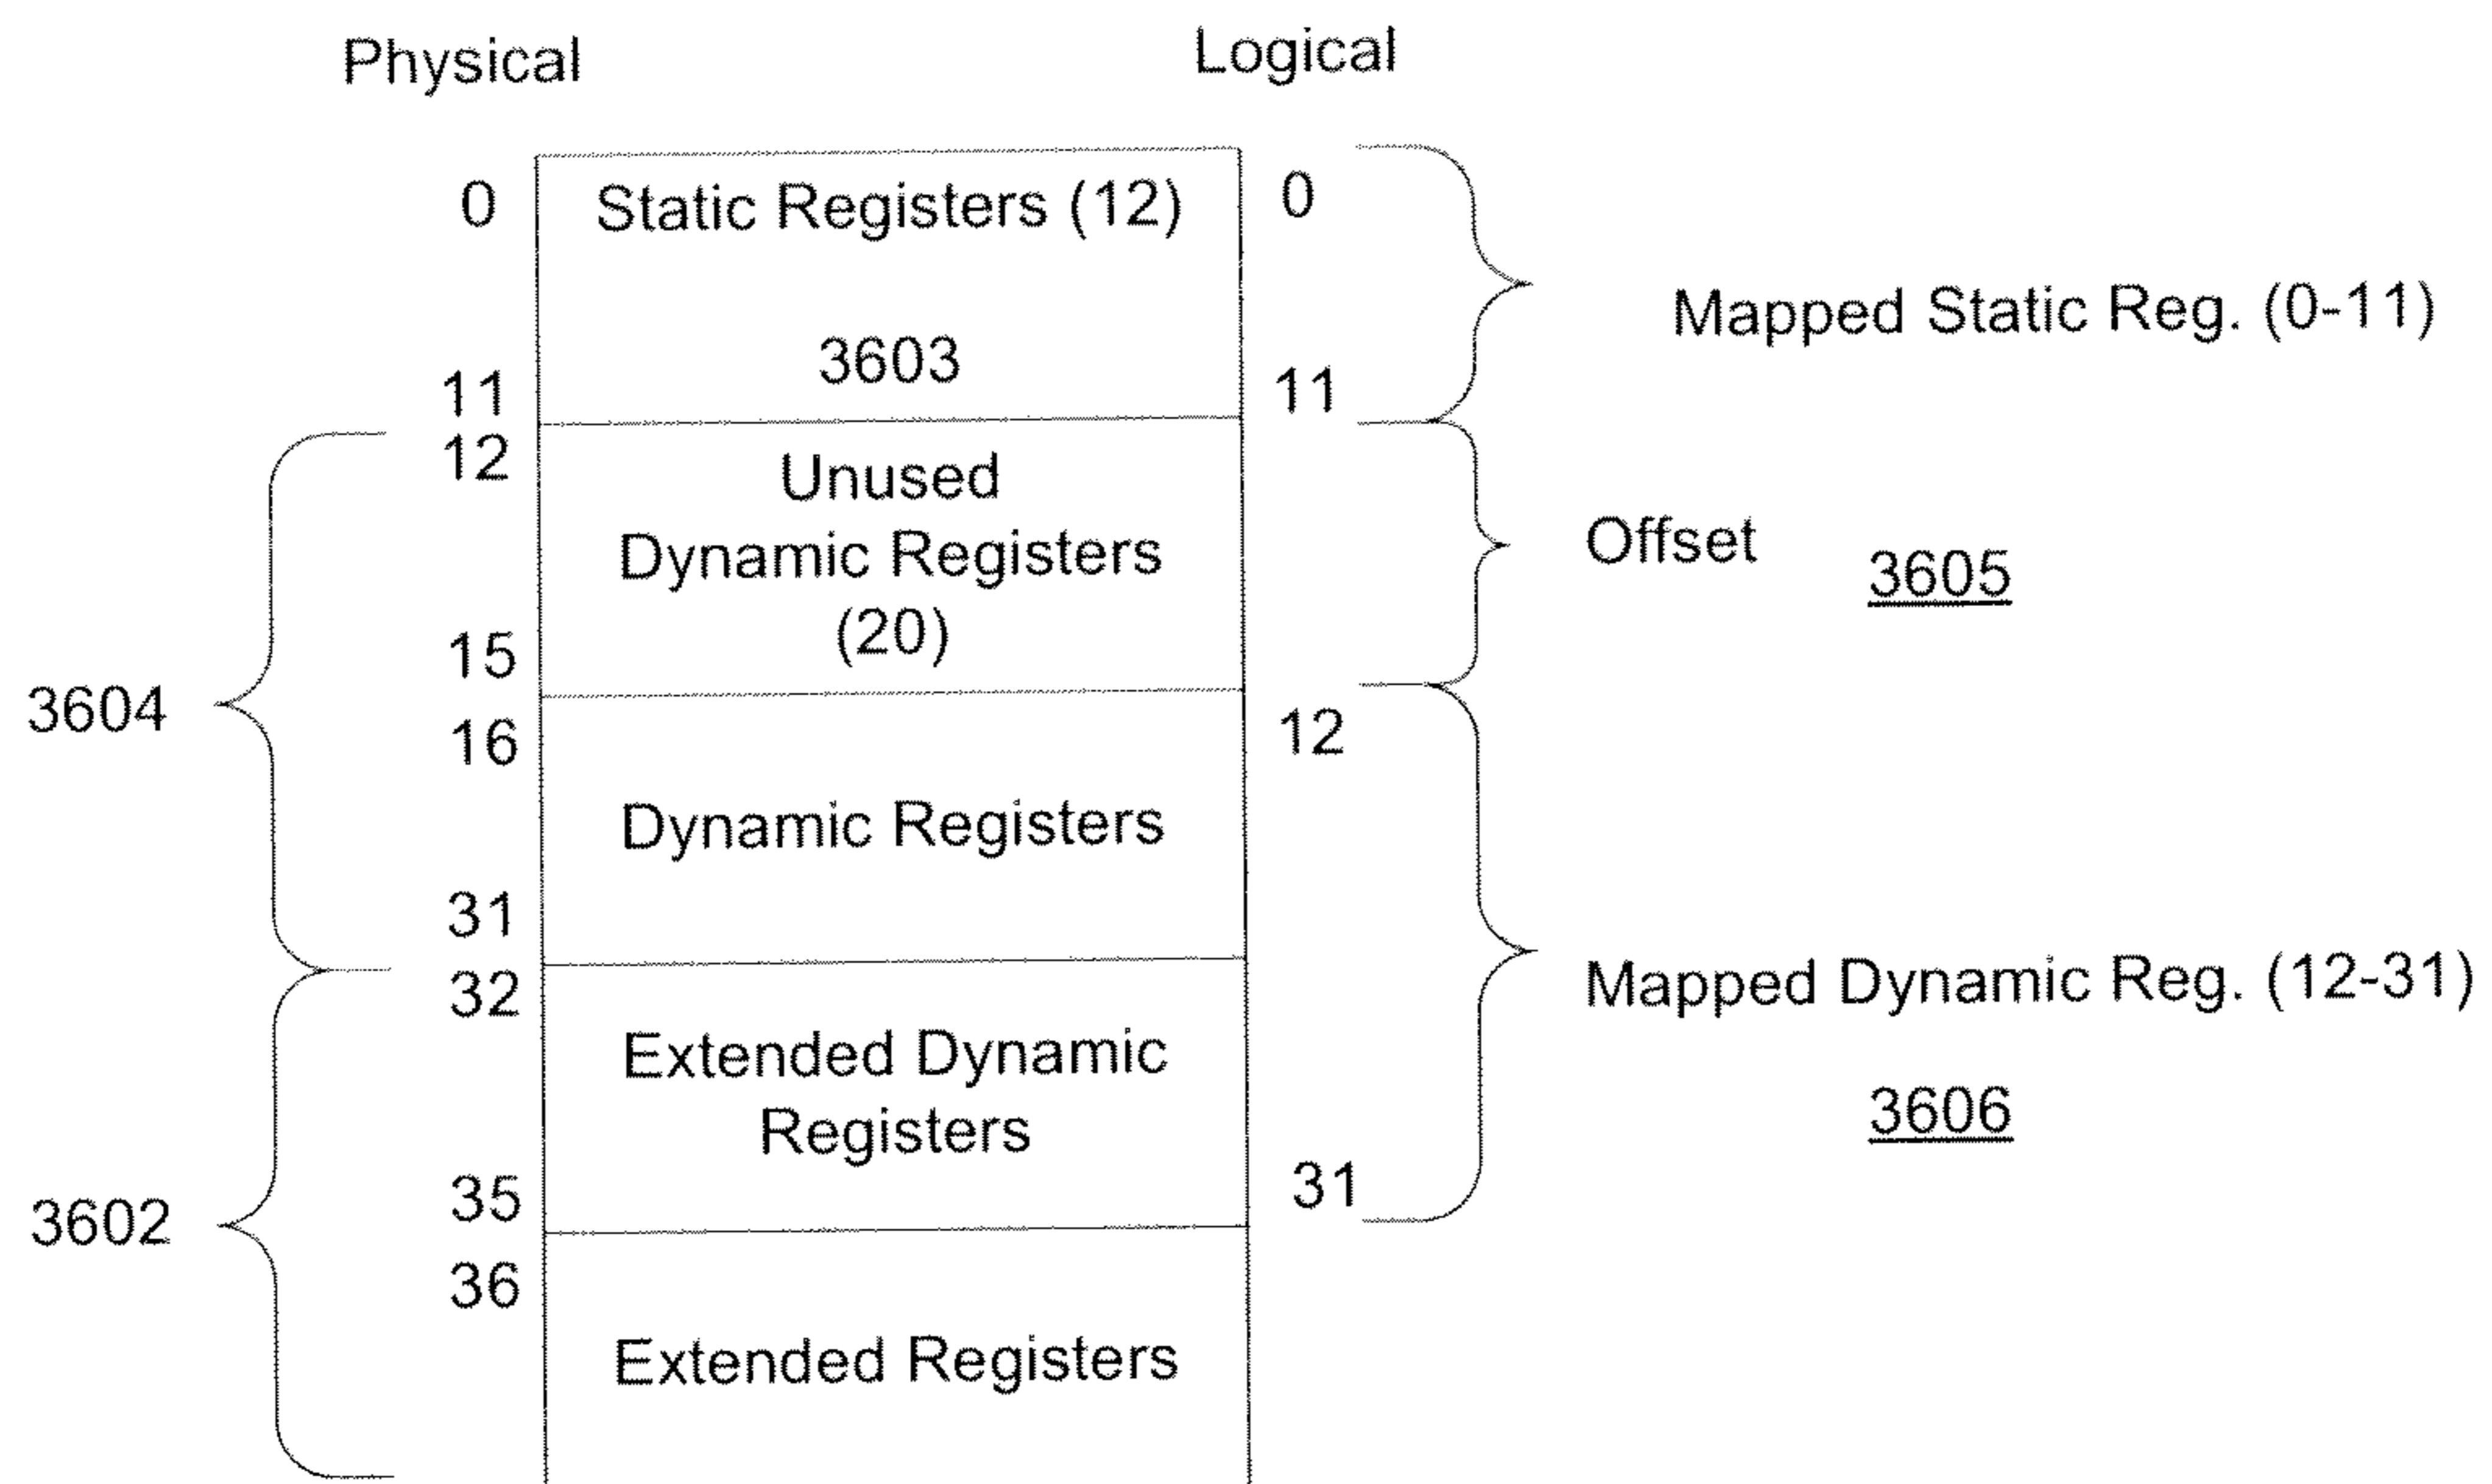 Physical
Logical
0
Static Registers (12)
0
Mapped Static Reg. (0-11)
3603
11
11
12
Unused
Dynamic Registers
(20)
Offset
3605
15
3604
16
12
Dynamic Registers
31
32
Mapped Dynamic Reg. (12-31)
Extended Dynamic
Registers
3606
35
31
3602
36
Extended Registers